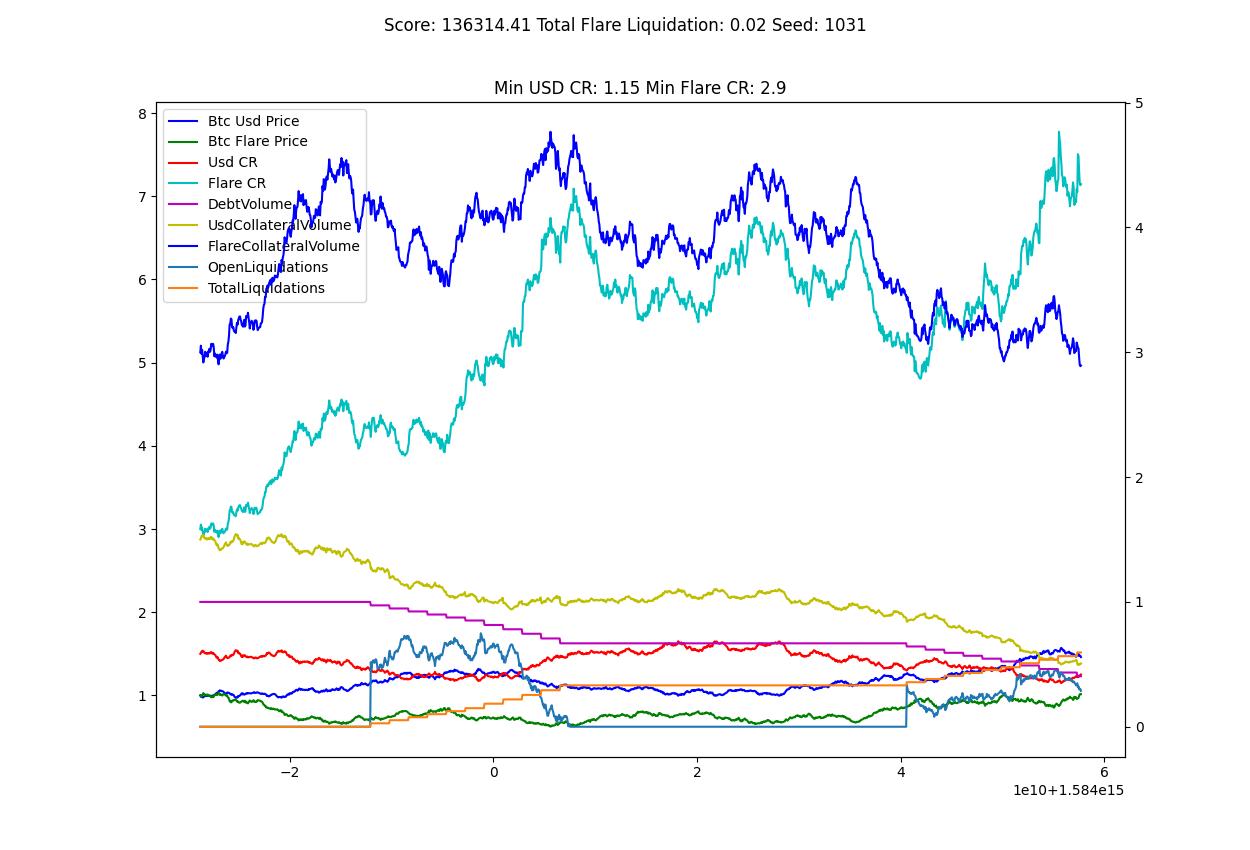 Score: 136314.41 Total Flare Liquidation: 0.02 Seed: 1031
Min USD CR: 1.15 Min Flare CR: 2.9
8
7
6
5
4
3
2
1
Btc Usd Price
Btc Flare Price
Usd CR
Flare CR
DebtVolume
UsdCollateralVolume
FlareCollateralVolume
OpenLiquidations
TotalLiquidations
5
4
3
2
1
0
−2
0
2
4
6
1e10+1.584e15